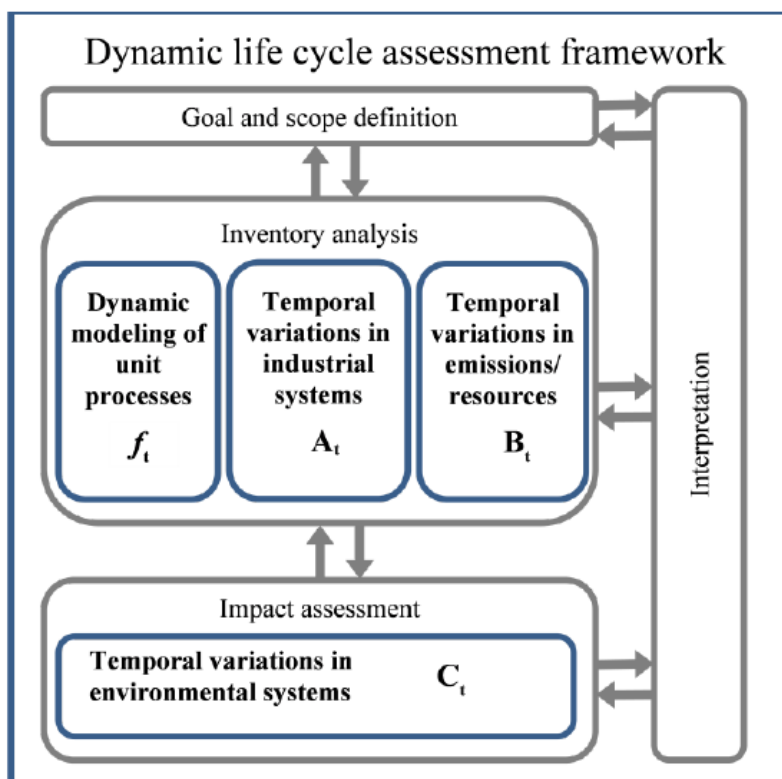 Dynamic life cycle assessment framework
Goal and scope definition
Inventory analysis
Dynamic
modeling of
unit
processes
fₜ
Temporal
variations in
industrial
systems
Aₜ
Temporal
variations in
emissions/
resources
Bₜ
Impact assessment
Temporal variations in
environmental systems
Cₜ
Interpretation